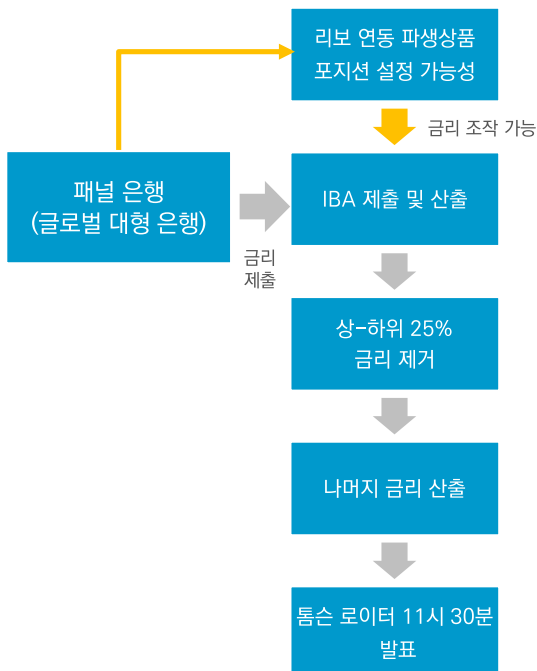 리보 연동 파생상품
포지션 설정 가능성
금리 조작 가능
패널 은행
(글로벌 대형 은행)
금리
제출
IBA 제출 및 산출
상-하위 25%
금리 제거
나머지 금리 산출
톰슨 로이터 11시 30분
발표